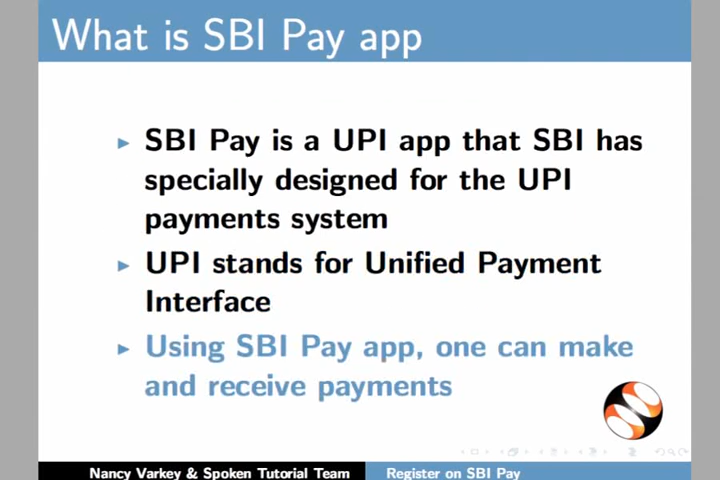 What is SBI Pay app
SBI Pay is a UPI app that SBI has
specially designed for the UPI
payments system
UPI stands for Unified Payment
Interface
Using SBI Pay app, one can make
and receive payments
Nancy Varkey & Spoken Tutorial Team
Register on SBI Pay